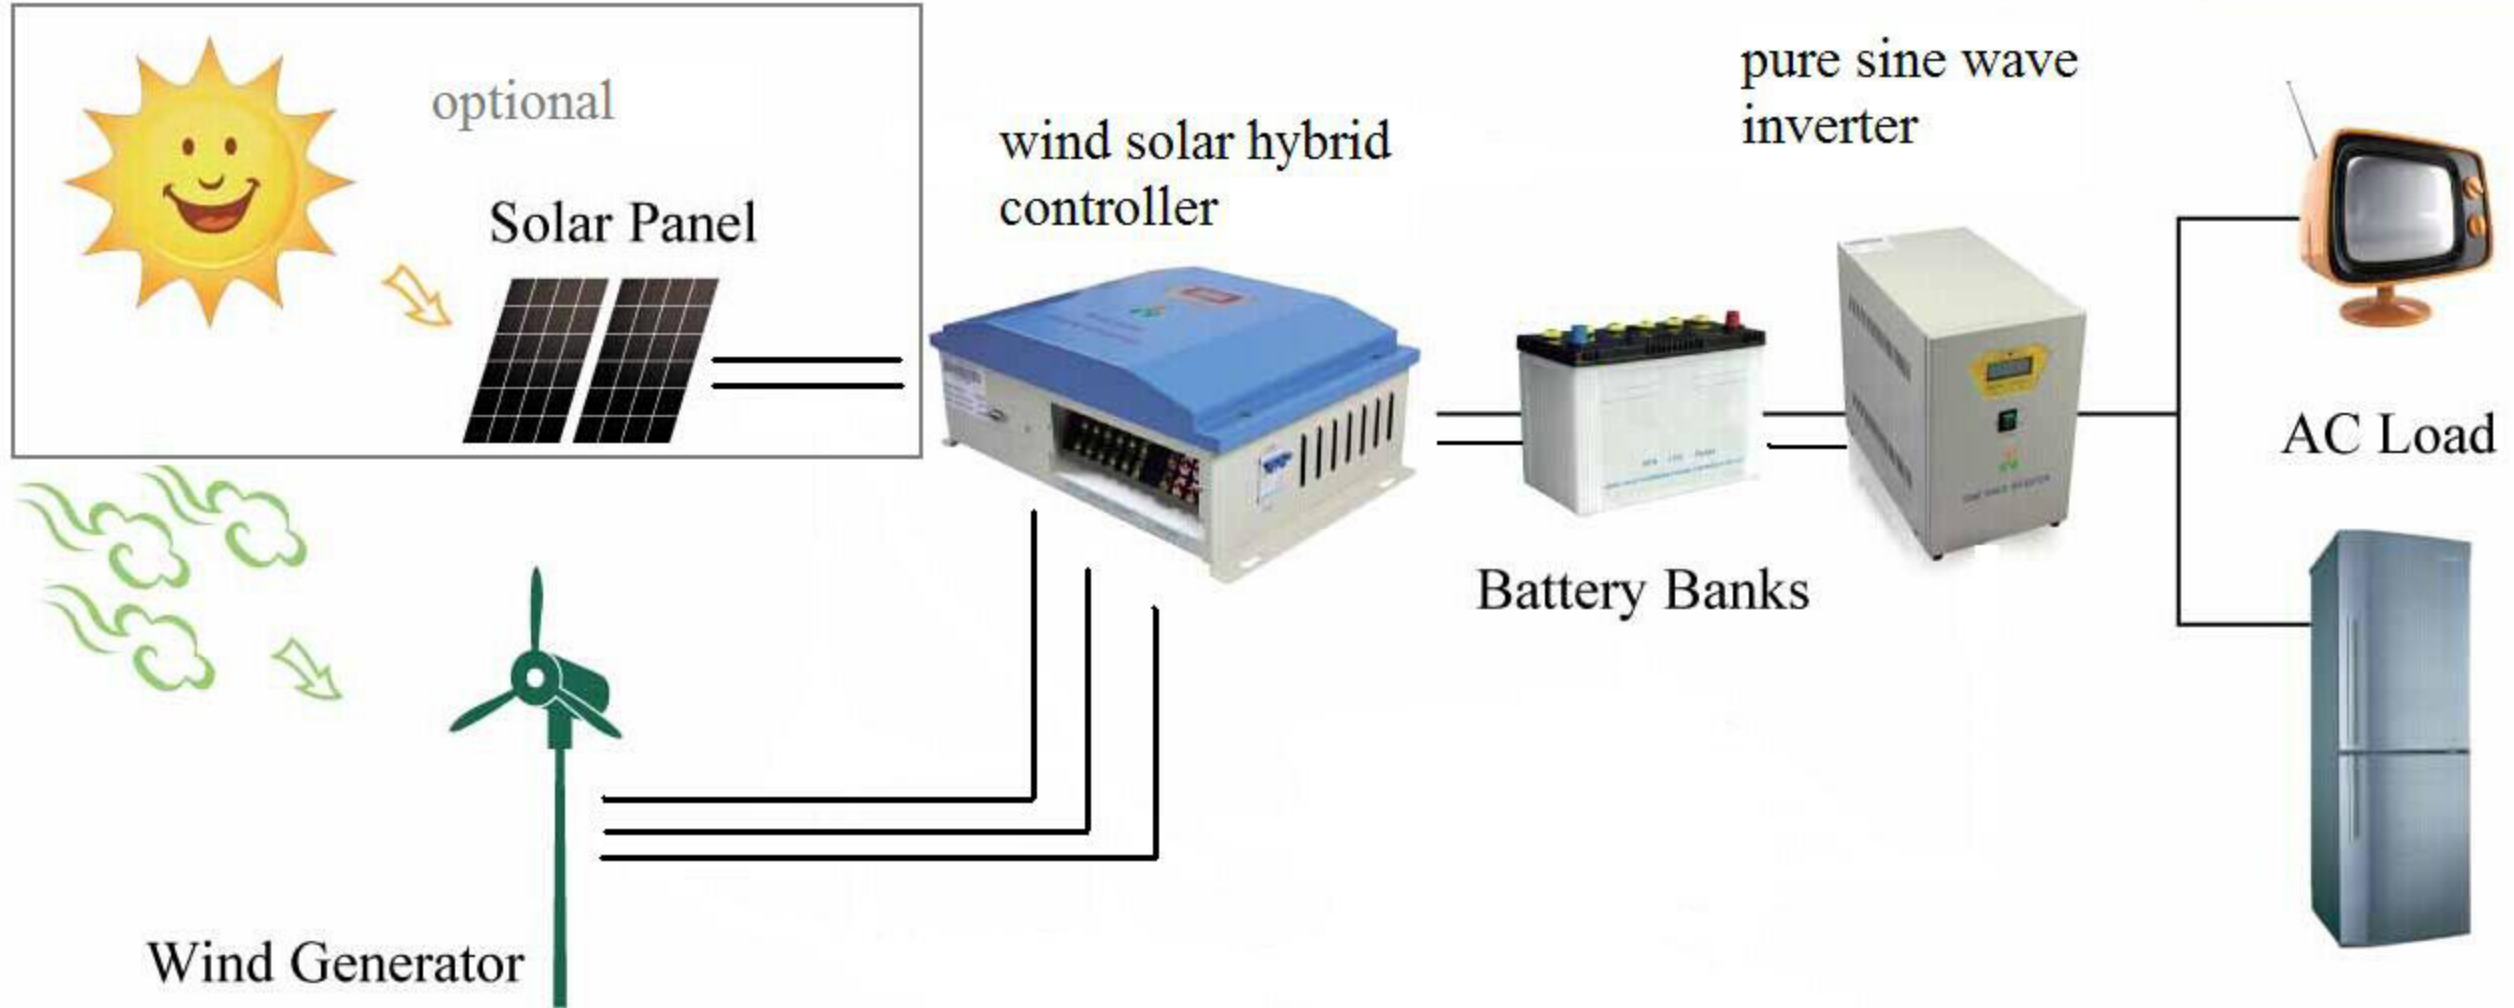 optional
Solar Panel
wind solar hybrid
controller
pure sine wave
inverter
AC Load
Battery Banks
Wind Generator